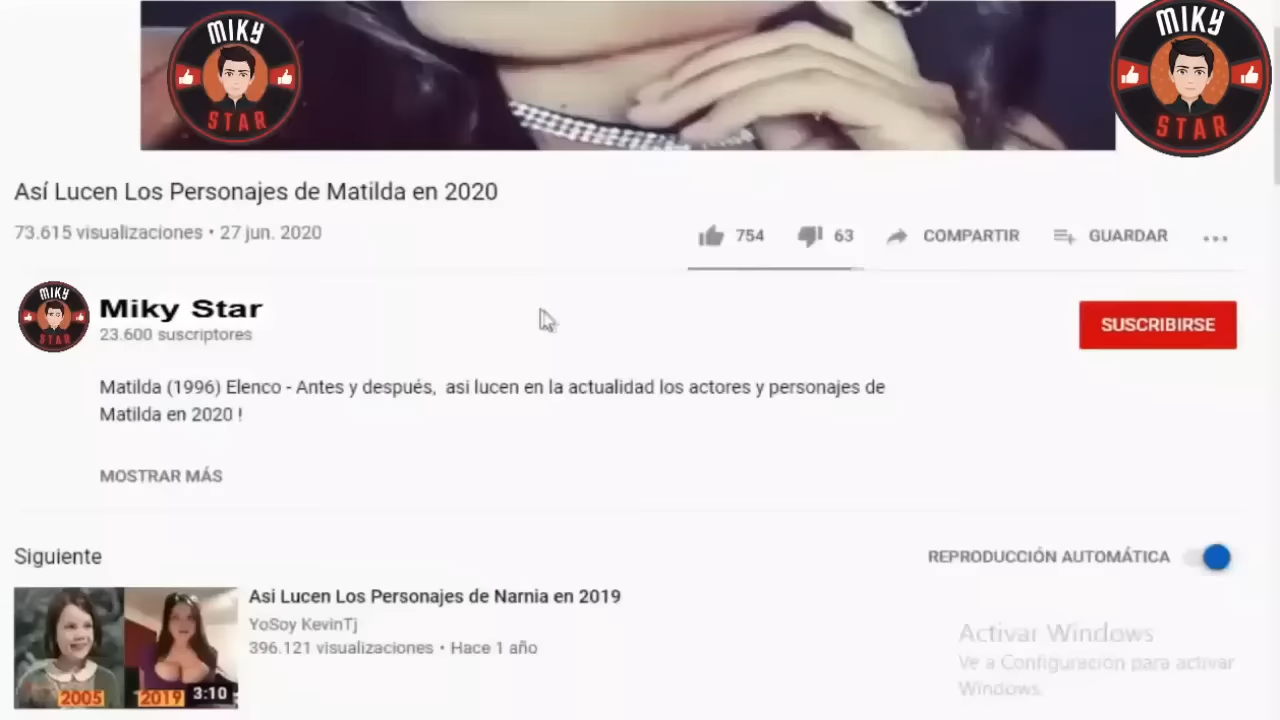 MIKY
STAR
MIKY
STAR
Así Lucen Los Personajes de Matilda en 2020
73.615 visualizaciones • 27 jun. 2020
754
63
COMPARTIR
GUARDAR
MIKY
STAR
Miky Star
23.600 suscriptores
SUSCRIBIRSE
Matilda (1996) Elenco - Antes y después, asi lucen en la actualidad los actores y personajes de
Matilda en 2020 !
MOSTRAR MÁS
Siguiente
REPRODUCCIÓN AUTOMÁTICA
2005
2019
3:10
Asi Lucen Los Personajes de Narnia en 2019
YoSoy KevinTj
396.121 visualizaciones • Hace 1 año
Activar Windows
Ve a Configuración para activar
Windows.